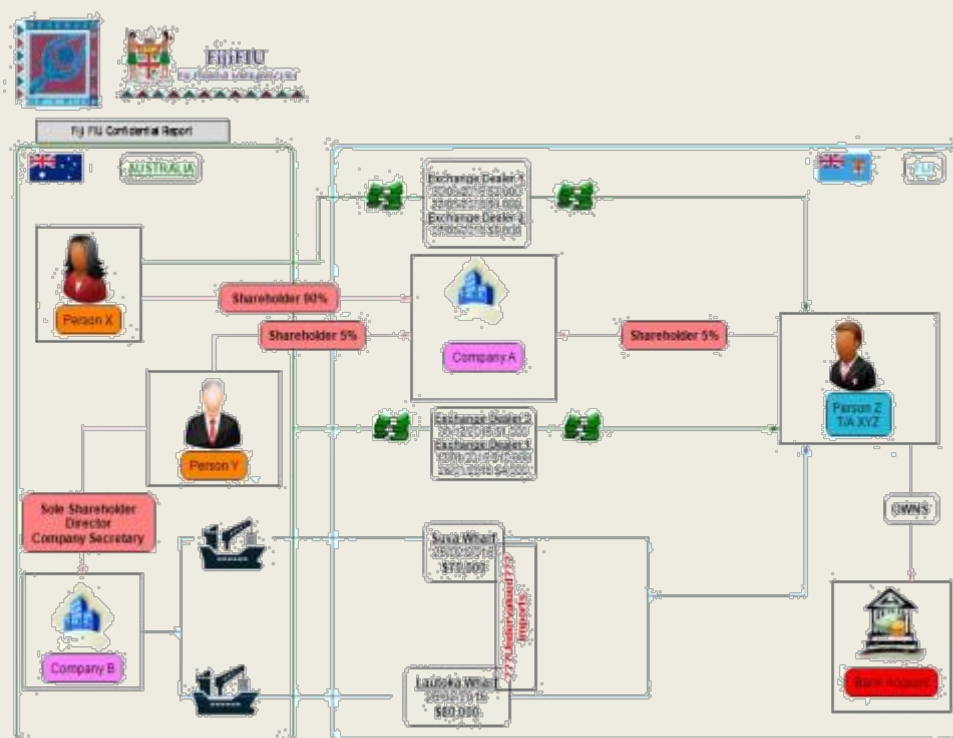 FijiFIU
Fiji FIU Confidential Report
AUSTRALIA
FIJI
Exchange Dealer 1
Exchange Dealer 2
Person X
Shareholder 90%
Shareholder 5%
Company A
Shareholder 5%
Person Z
T/A XYZ
Exchange Dealer 2
Exchange Dealer 1
Person Y
Sole Shareholder
Director
Company Secretary
OWNS
Suva Wharf
$70,000
???Undervalued???
Imports
Company B
Lautoka Wharf
$80,000
Bank Account